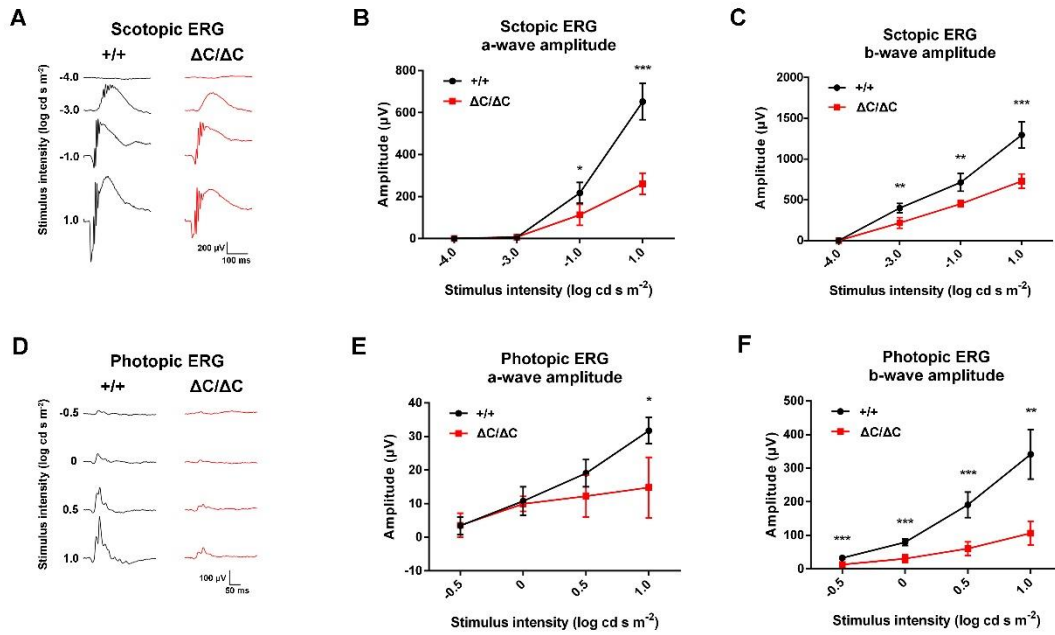 A
Scotopic ERG
+/+ ΔC/ΔC
Stimulus intensity (log cd s m⁻²)
-4.0
-3.0
-1.0
1.0
200 µV
100 ms
B
Sctopic ERG
a-wave amplitude
+/+
ΔC/ΔC
***
*
Amplitude (µV)
800
600
400
200
0
-4.0 -3.0 -1.0 1.0
Stimulus intensity (log cd s m⁻²)
C
Sctopic ERG
b-wave amplitude
+/+
ΔC/ΔC
***
**
**
Amplitude (µV)
2000
1500
1000
500
0
-4.0 -3.0 -1.0 1.0
Stimulus intensity (log cd s m⁻²)
D
Photopic ERG
+/+ ΔC/ΔC
Stimulus intensity (log cd s m⁻²)
-0.5
0
0.5
1.0
100 µV
50 ms
E
Photopic ERG
a-wave amplitude
+/+
ΔC/ΔC
*
Amplitude (µV)
40
30
20
10
0
-10
-0.5 0 0.5 1.0
Stimulus intensity (log cd s m⁻²)
F
Photopic ERG
b-wave amplitude
+/+
ΔC/ΔC
**
***
***
***
Amplitude (µV)
500
400
300
200
100
0
-0.5 0 0.5 1.0
Stimulus intensity (log cd s m⁻²)